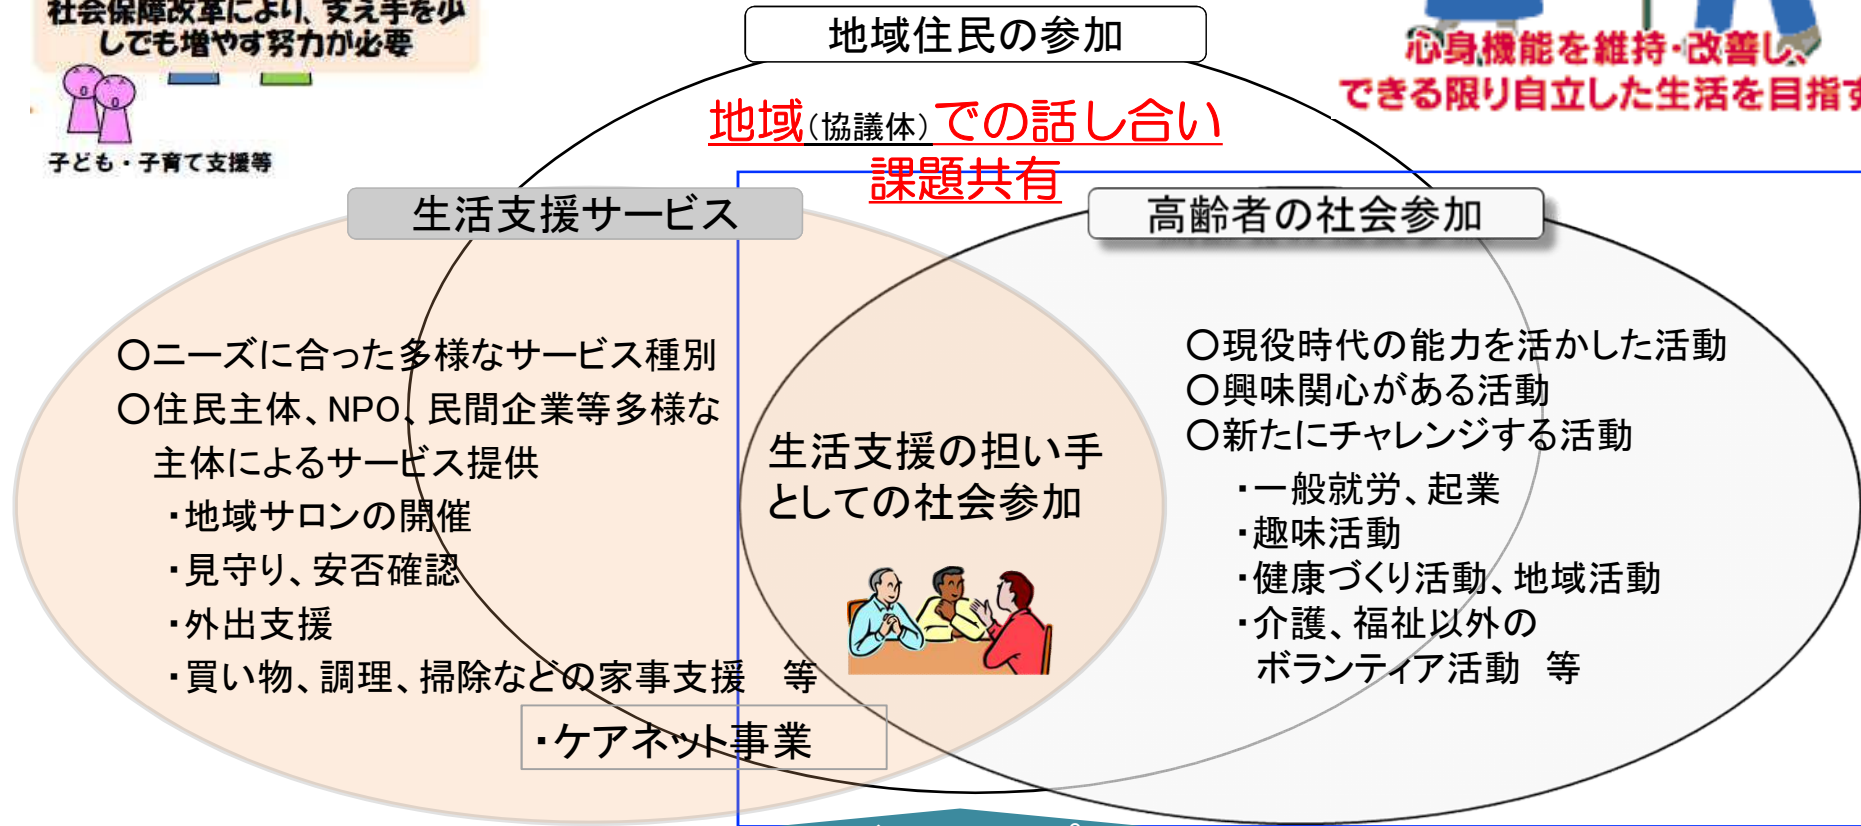 社会保障改革により、支え手を少
しでも増やす努力が必要
子ども・子育て支援等
地域住民の参加
心身機能を維持・改善し、
できる限り自立した生活を目指す
地域(協議体)での話し合い
課題共有
生活支援サービス
○ニーズに合った多様なサービス種別
○住民主体、NPO、民間企業等多様な
主体によるサービス提供
・地域サロンの開催
・見守り、安否確認
・外出支援
・買い物、調理、掃除などの家事支援　等
・ケアネット事業
生活支援の担い手
としての社会参加
高齢者の社会参加
○現役時代の能力を活かした活動
○興味関心がある活動
○新たにチャレンジする活動
・一般就労、起業
・趣味活動
・健康づくり活動、地域活動
・介護、福祉以外の
ボランティア活動　等